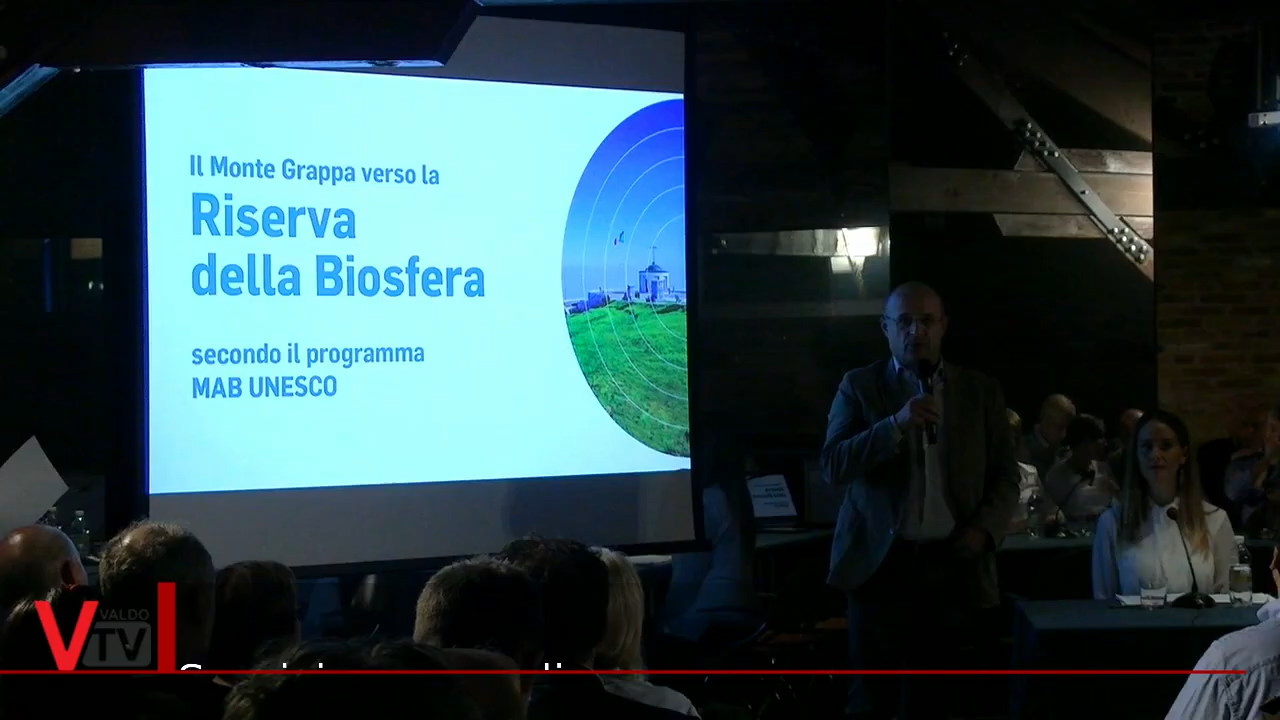 Il Monte Grappa verso la
Riserva
della Biosfera
secondo il programma
MAB UNESCO
VALDO
TV
V